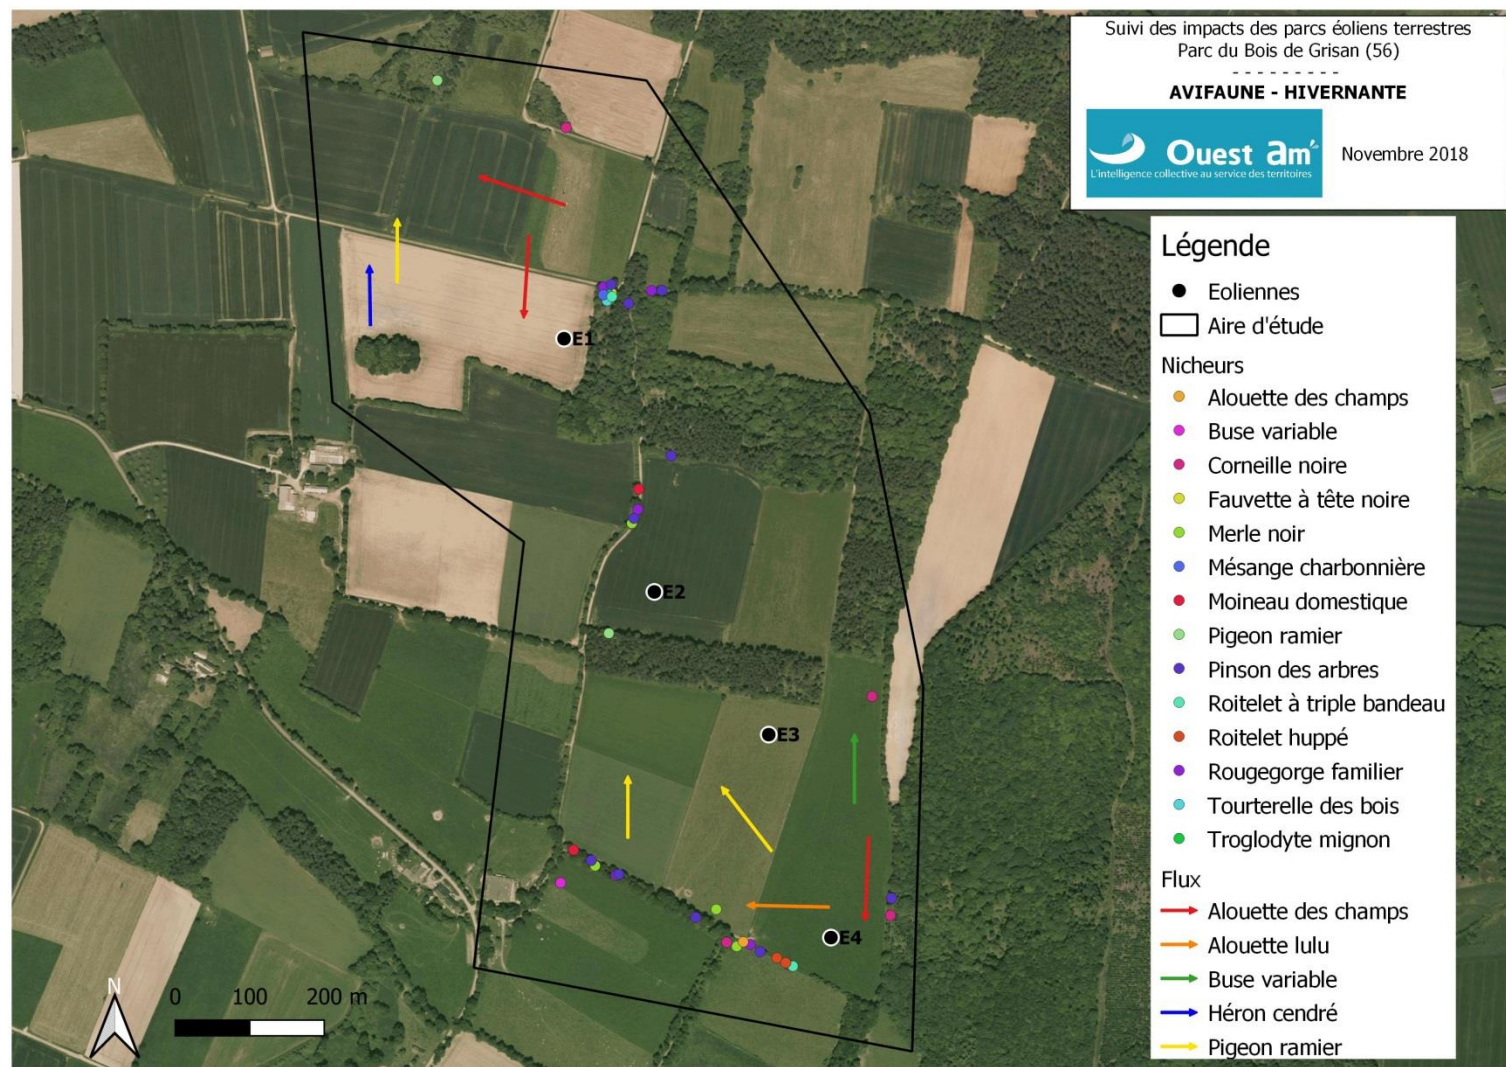 Suivi des impacts des parcs éoliens terrestres
Parc du Bois de Grisan (56)
- - - - - - - - -
AVIFAUNE - HIVERNANTE
Ouest am'
L'intelligence collective au service des territoires
Novembre 2018
Légende
Eoliennes
Aire d'étude
Nicheurs
Alouette des champs
Buse variable
Corneille noire
Fauvette à tête noire
Merle noir
Mésange charbonnière
Moineau domestique
Pigeon ramier
Pinson des arbres
Roitelet à triple bandeau
Roitelet huppé
Rougegorge familier
Tourterelle des bois
Troglodyte mignon
Flux
Alouette des champs
Alouette lulu
Buse variable
Héron cendré
Pigeon ramier
E1
E2
E3
E4
N
0 100 200 m